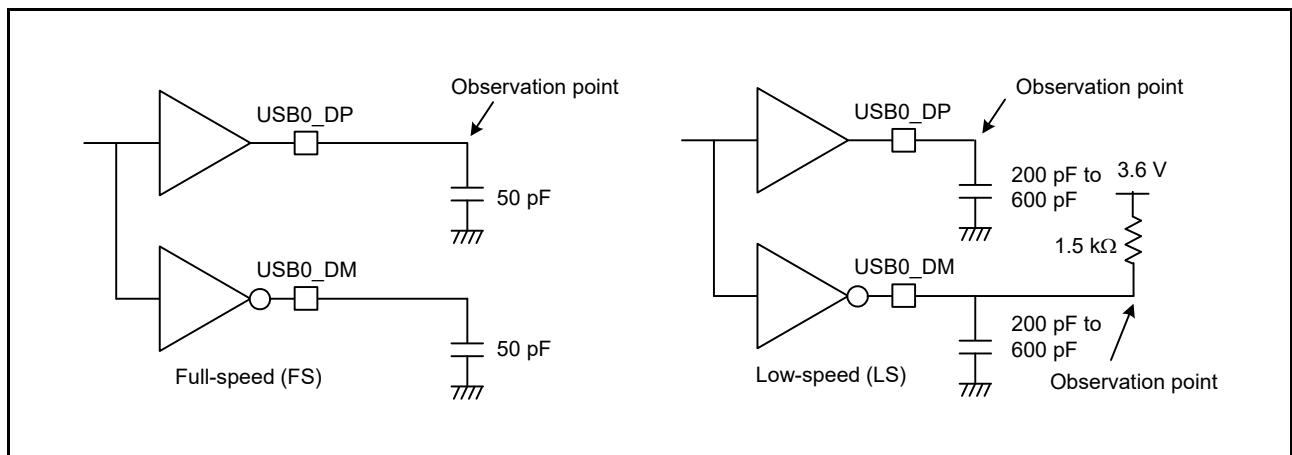 Observation point
USB0_DP
50 pF
USB0_DM
50 pF
Full-speed (FS)
Observation point
USB0_DP
200 pF to
600 pF
3.6 V
1.5 kΩ
USB0_DM
200 pF to
600 pF
Low-speed (LS)
Observation point